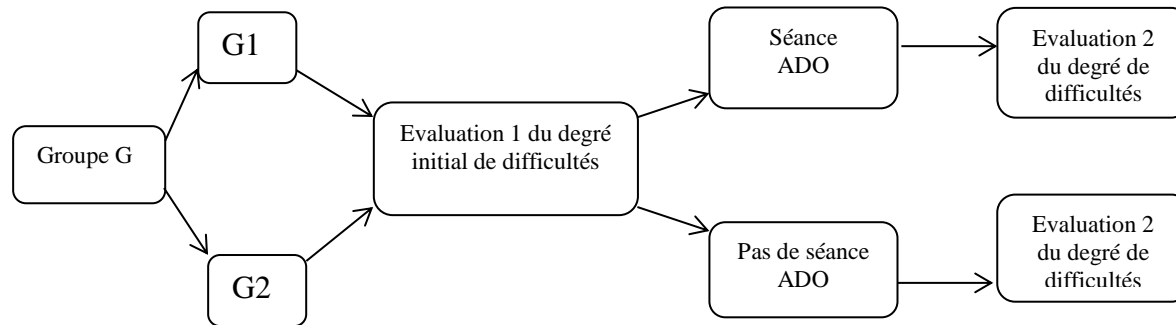 Groupe G
G1
G2
Evaluation 1 du degré
initial de difficultés
Séance
ADO
Pas de séance
ADO
Evaluation 2
du degré de
difficultés
Evaluation 2
du degré de
difficultés